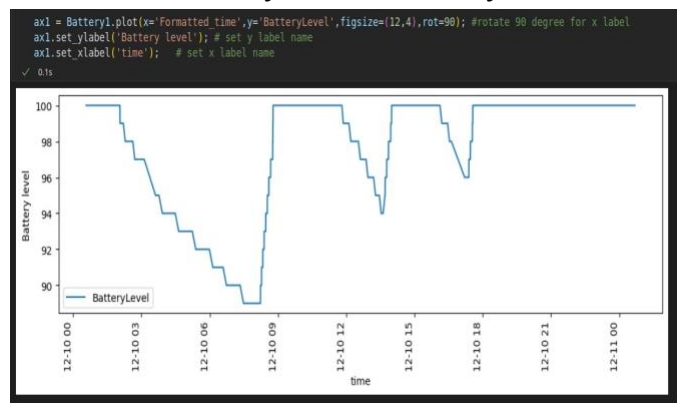 ax1 = Battery1.plot(x='Formatted_time',y='BatteryLevel',figsize=(12,4),rot=90); #rotate 90 degree for x label
ax1.set_ylabel('Battery level'); # set y label name
ax1.set_xlabel('time');   # set x label name
✓ 0.1s
100
98
96
94
92
90
Battery level
BatteryLevel
12-10 00
12-10 03
12-10 06
12-10 09
12-10 12
12-10 15
12-10 18
12-10 21
12-11 00
time